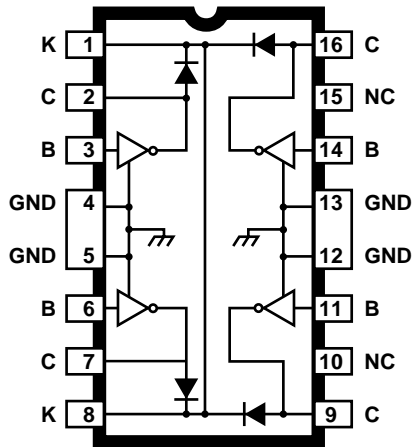 K 1 16 C
C 2 15 NC
B 3 14 B
GND 4 13 GND
GND 5 12 GND
B 6 11 B
C 7 10 NC
K 8 9 C